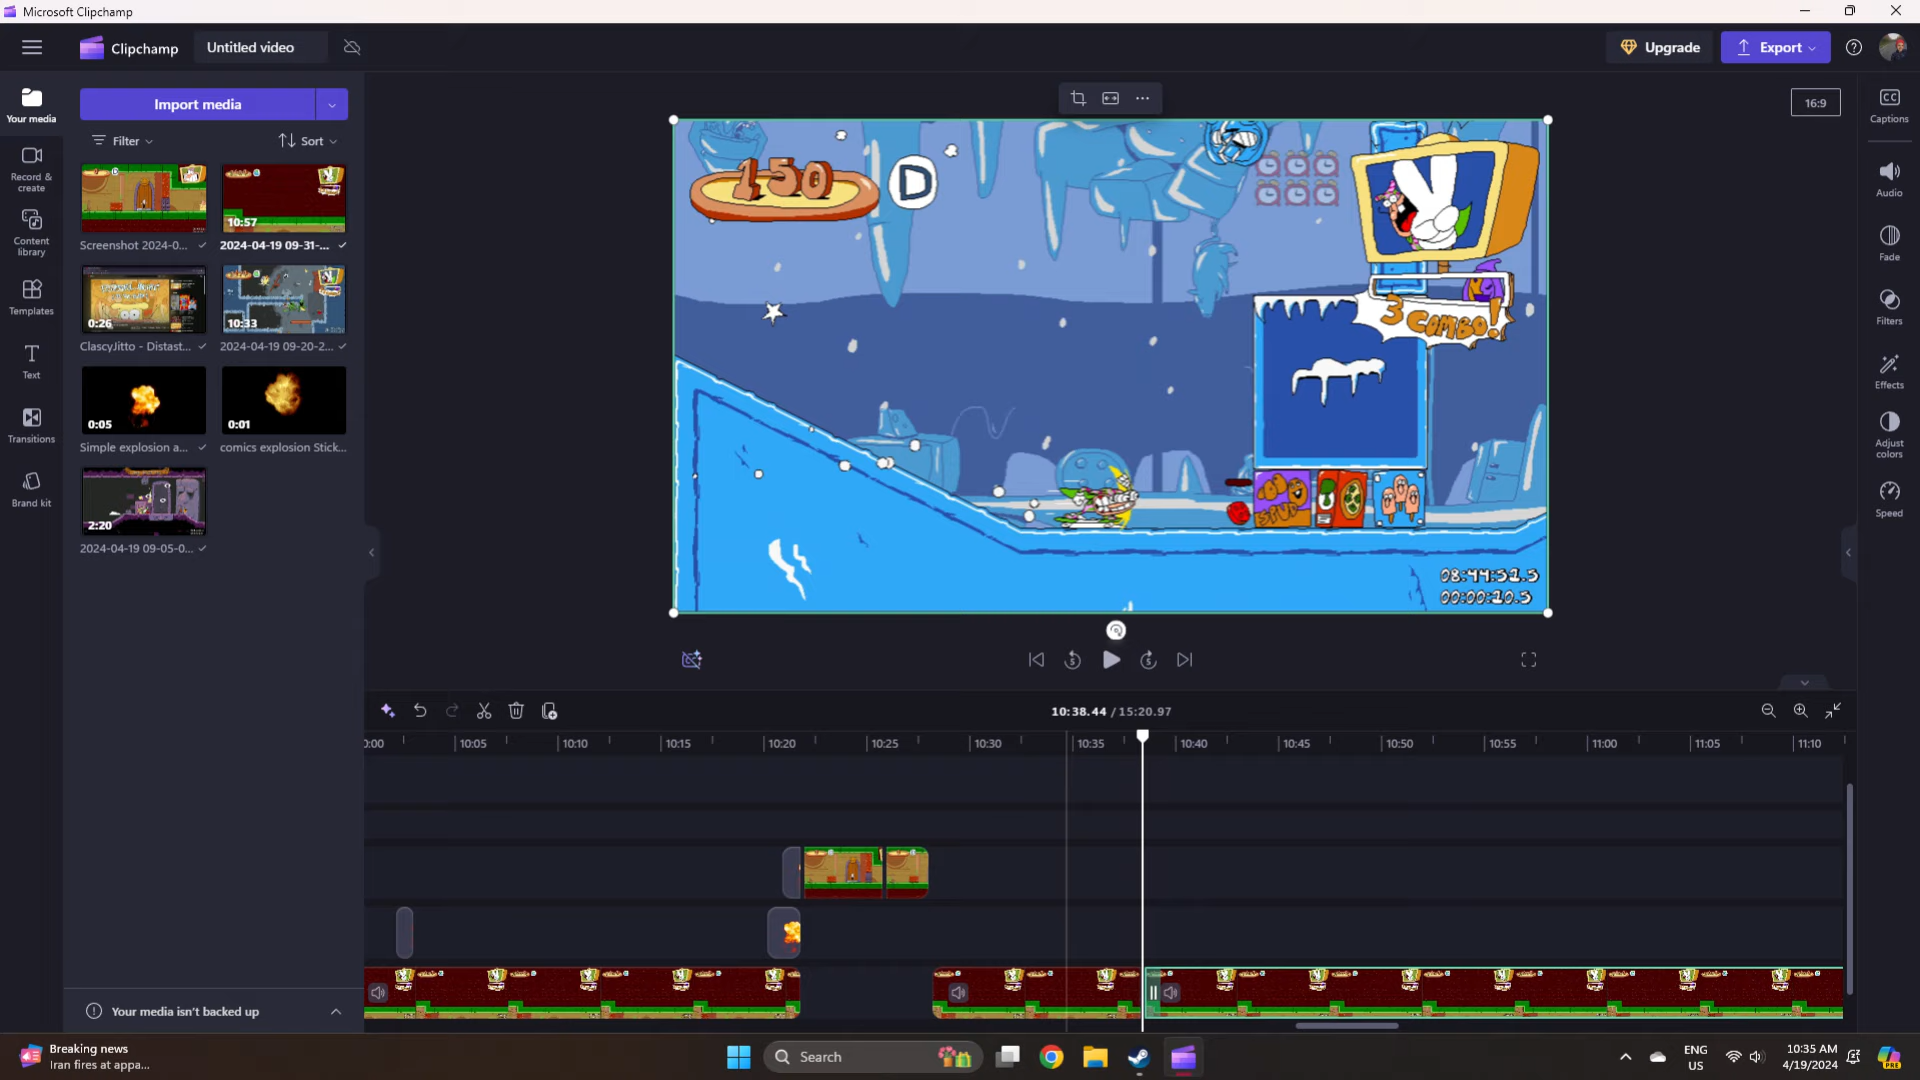 Microsoft Clipchamp
Clipchamp
Untitled video
Upgrade
Export
Your media
Record & create
Content library
Templates
Text
Transitions
Brand kit
Import media
Filter
Sort
Screenshot 2024-0...
10:57
2024-04-19 09-31-...
0:26
ClascyJitto - Distast...
10:33
2024-04-19 09-20-2...
0:05
Simple explosion a...
0:01
comics explosion Stick...
2:20
2024-04-19 09-05-0...
Your media isn't backed up
16:9
150
D
3 COMBO!
SPUD
08:44:51.5
00:00:10.5
Captions
Audio
Fade
Filters
Effects
Adjust colors
Speed
10:38.44 / 15:20.97
0:00
10:05
10:10
10:15
10:20
10:25
10:30
10:35
10:40
10:45
10:50
10:55
11:00
11:05
11:10
Breaking news
Iran fires at appa...
Search
ENG
US
10:35 AM
4/19/2024
PRE